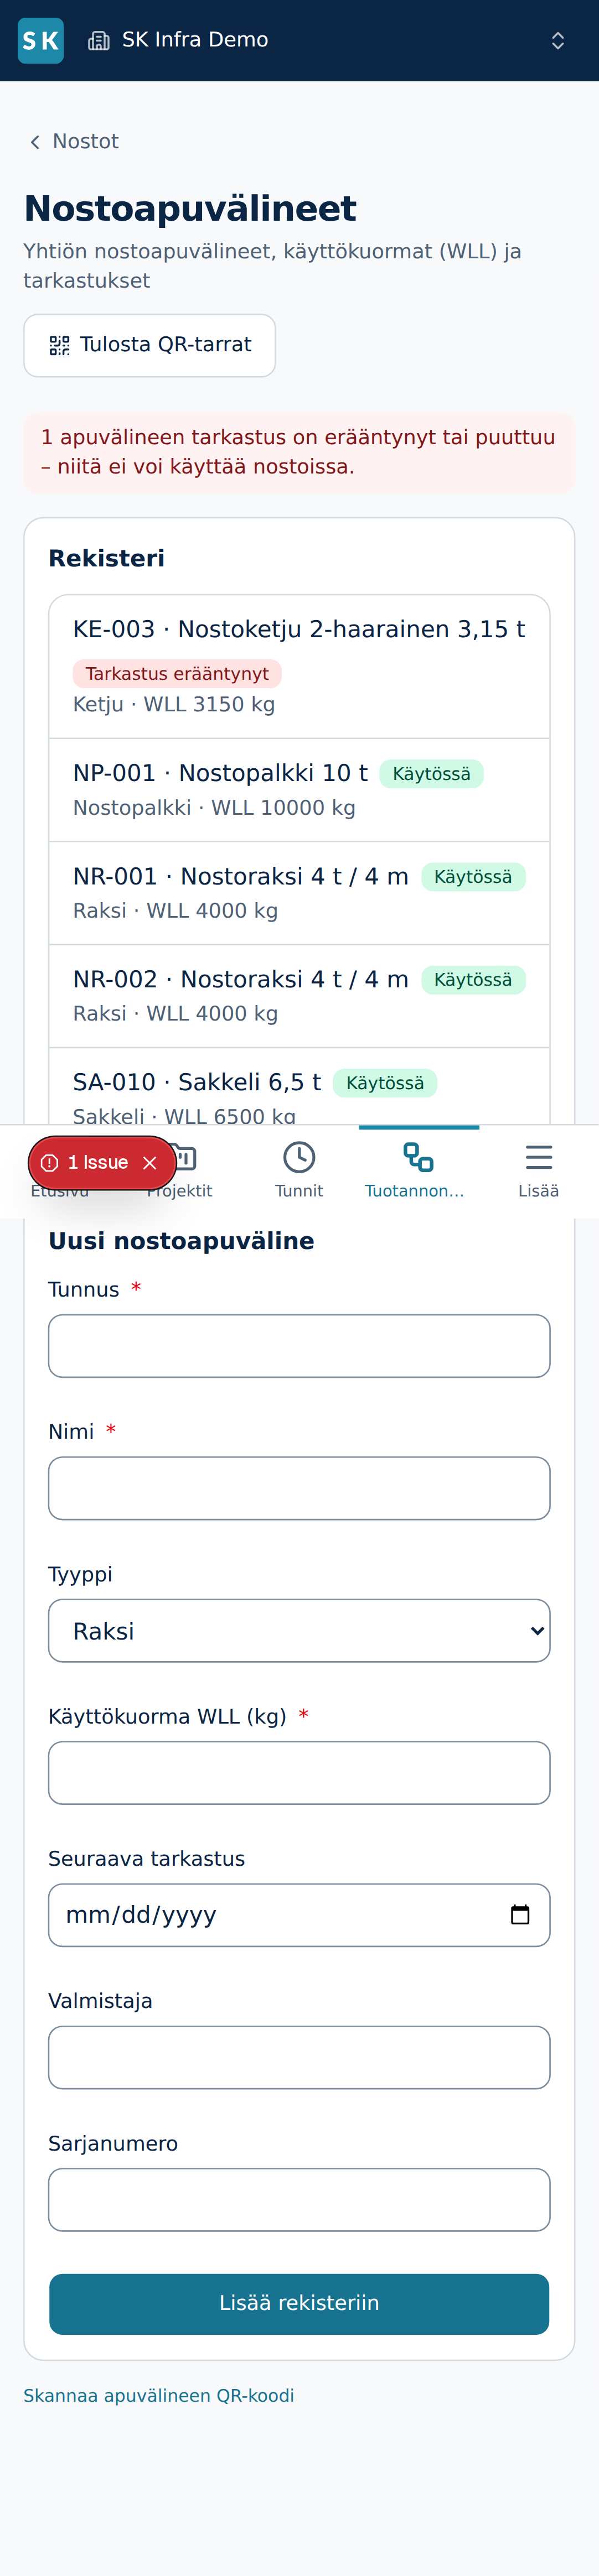 SK
SK Infra Demo
Nostot
Nostoapuvälineet
Yhtiön nostoapuvälineet, käyttökuormat (WLL) ja
tarkastukset
Tulosta QR-tarrat
1 apuvälineen tarkastus on erääntynyt tai puuttuu
– niitä ei voi käyttää nostoissa.
Rekisteri
KE-003 · Nostoketju 2-haarainen 3,15 t
Tarkastus erääntynyt
Ketju · WLL 3150 kg
NP-001 · Nostopalkki 10 t Käytössä
Nostopalkki · WLL 10000 kg
NR-001 · Nostoraksi 4 t / 4 m Käytössä
Raksi · WLL 4000 kg
NR-002 · Nostoraksi 4 t / 4 m Käytössä
Raksi · WLL 4000 kg
SA-010 · Sakkeli 6,5 t Käytössä
Sakkeli · WLL 6500 kg
1 Issue
Etusivu Projektit Tunnit Tuotannon... Lisää
Uusi nostoapuväline
Tunnus *
Nimi *
Tyyppi
Raksi
Käyttökuorma WLL (kg) *
Seuraava tarkastus
mm/dd/yyyy
Valmistaja
Sarjanumero
Lisää rekisteriin
Skannaa apuvälineen QR-koodi